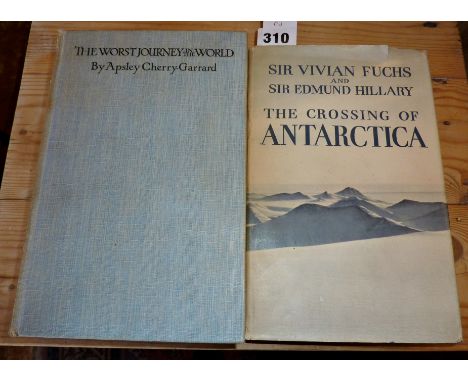 THE WORST JOURNEY IN THE WORLD
By Apsley Cherry-Garrard
310
SIR VIVIAN FUCHS
AND
SIR EDMUND HILLARY
THE CROSSING OF
ANTARCTICA